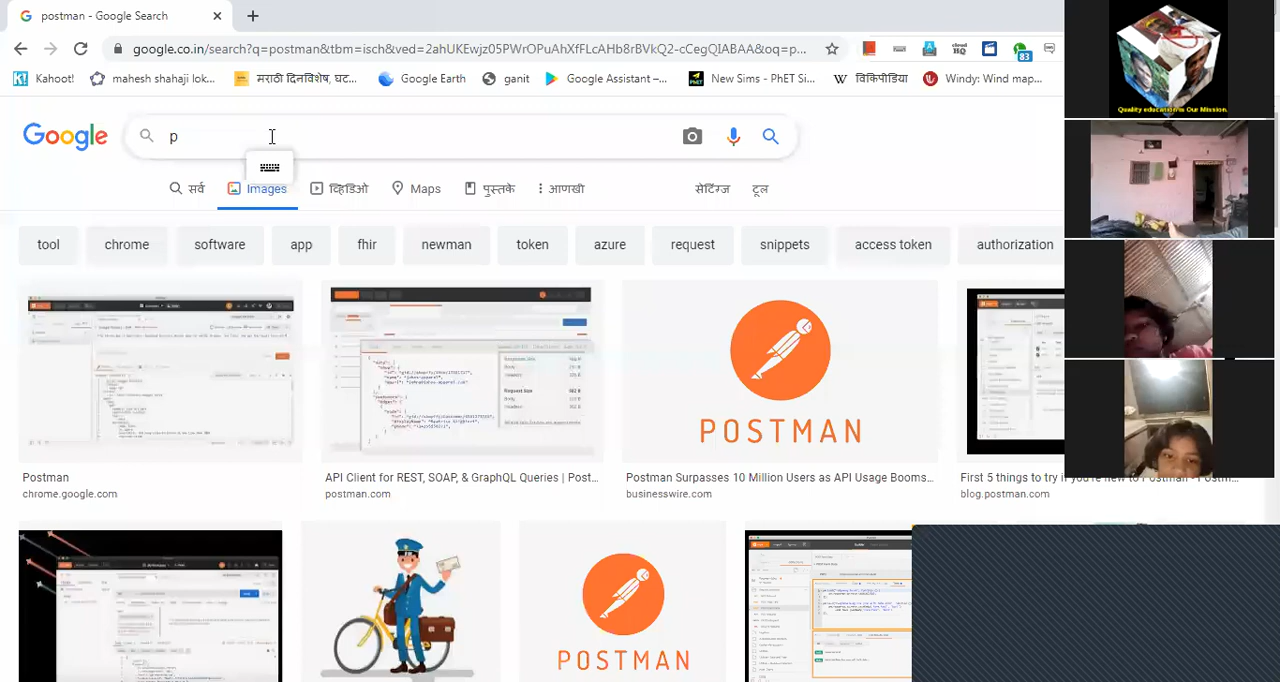 postman - Google Search
google.co.in/search?q=postman&tbm=isch&ved=2ahUKEwjz05PWrOPuAhXfFLcAHb8rBVkQ2-cCegQIABAA&oq=p...
cloud HQ
83
Kahoot!
mahesh shahaji lok...
मराठी दिनविशेष, घट...
Google Earth
ganit
Google Assistant –...
New Sims - PhET Si...
विकिपीडिया
Windy: Wind map...
Quality education is Our Mission.
Google
p
सर्व
Images
व्हिडिओ
Maps
पुस्तके
आणखी
सेटिंग्ज
टूल
tool
chrome
software
app
fhir
newman
token
azure
request
snippets
access token
authorization
POSTMAN
Postman
chrome.google.com
API Client for REST, SOAP, & GraphQL Queries | Post...
postman.com
Postman Surpasses 10 Million Users as API Usage Booms...
businesswire.com
First 5 things to try if you're new to Postman - Postm...
blog.postman.com
POSTMAN